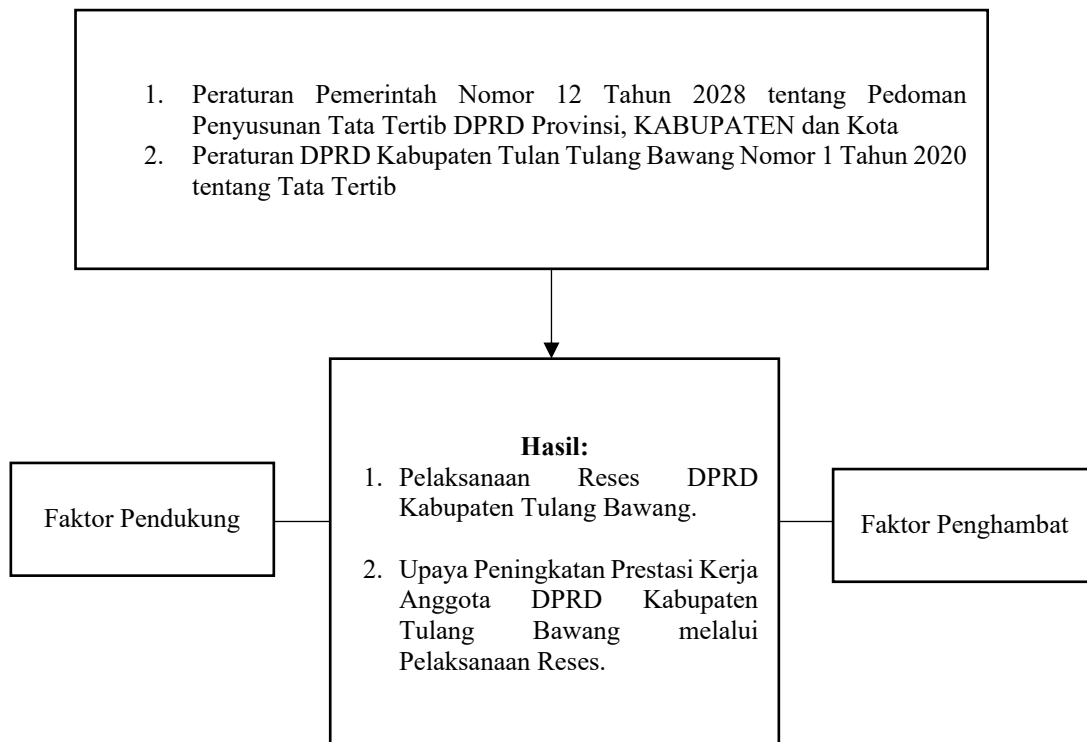 1. Peraturan Pemerintah Nomor 12 Tahun 2028 tentang Pedoman
Penyusunan Tata Tertib DPRD Provinsi, KABUPATEN dan Kota
2. Peraturan DPRD Kabupaten Tulan Tulang Bawang Nomor 1 Tahun 2020
tentang Tata Tertib
Faktor Pendukung
Hasil:
1. Pelaksanaan Reses DPRD
Kabupaten Tulang Bawang.
2. Upaya Peningkatan Prestasi Kerja
Anggota DPRD Kabupaten
Tulang Bawang melalui
Pelaksanaan Reses.
Faktor Penghambat